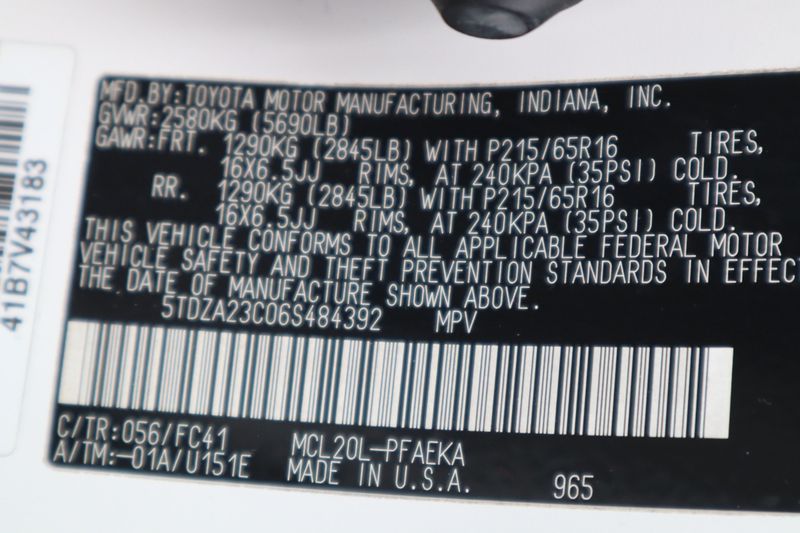 41B7V43183
MFD.BY:TOYOTA MOTOR MANUFACTURING, INDIANA, INC.
GVWR:2580KG (5690LB)
GAWR:FRT. 1290KG (2845LB) WITH P215/65R16 TIRES,
16X6.5JJ RIMS, AT 240KPA (35PSI) COLD.
RR. 1290KG (2845LB) WITH P215/65R16 TIRES,
16X6.5JJ RIMS, AT 240KPA (35PSI) COLD.
THIS VEHICLE CONFORMS TO ALL APPLICABLE FEDERAL MOTOR
VEHICLE SAFETY AND THEFT PREVENTION STANDARDS IN EFFEC
THE DATE OF MANUFACTURE SHOWN ABOVE.
5TDZA23C06S484392 MPV
C/TR:056/FC41 MCL20L-PFAEKA
A/TM:-01A/U151E MADE IN U.S.A. 965